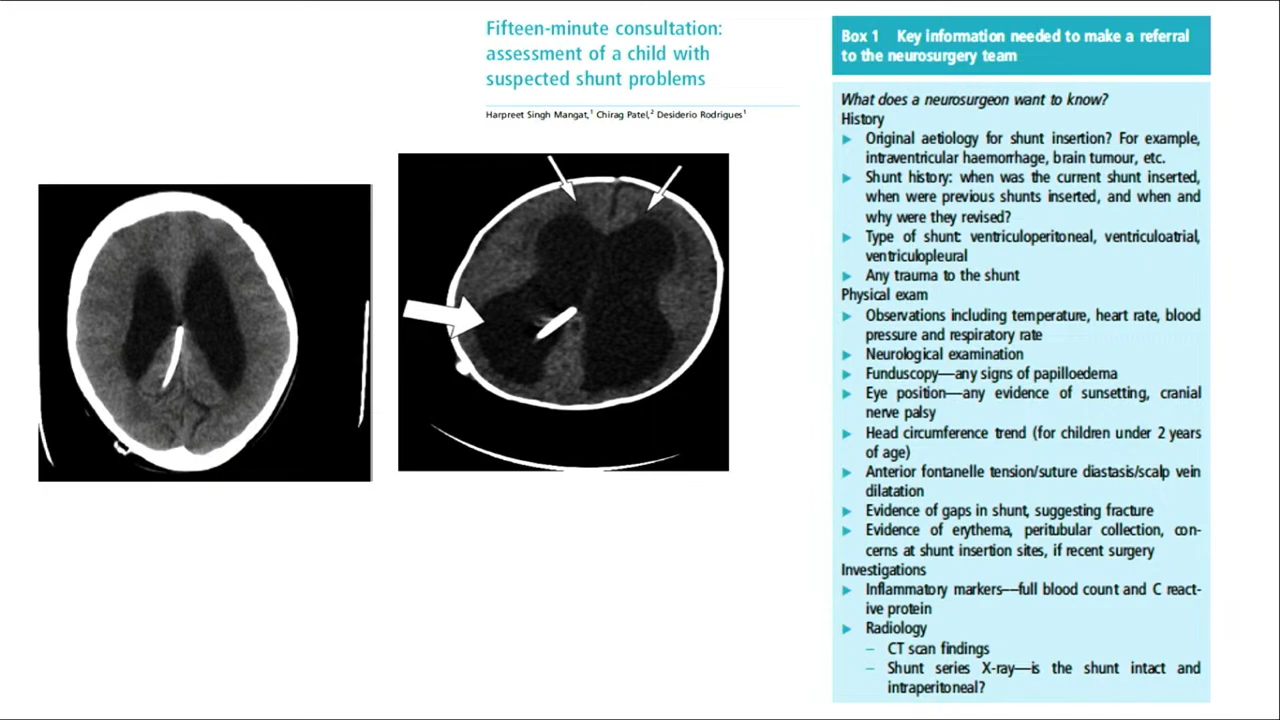 Fifteen-minute consultation:
assessment of a child with
suspected shunt problems
Harpreet Singh Mangat,1 Chirag Patel,2 Desiderio Rodrigues1
Box 1 Key information needed to make a referral
to the neurosurgery team
What does a neurosurgeon want to know?
History
► Original aetiology for shunt insertion? For example,
intraventricular haemorrhage, brain tumour, etc.
► Shunt history: when was the current shunt inserted,
when were previous shunts inserted, and when and
why were they revised?
► Type of shunt: ventriculoperitoneal, ventriculoatrial,
ventriculopleural
► Any trauma to the shunt
Physical exam
► Observations including temperature, heart rate, blood
pressure and respiratory rate
► Neurological examination
► Funduscopy—any signs of papilloedema
► Eye position—any evidence of sunsetting, cranial
nerve palsy
► Head circumference trend (for children under 2 years
of age)
► Anterior fontanelle tension/suture diastasis/scalp vein
dilatation
► Evidence of gaps in shunt, suggesting fracture
► Evidence of erythema, peritubular collection, con-
cerns at shunt insertion sites, if recent surgery
Investigations
► Inflammatory markers—full blood count and C react-
ive protein
► Radiology
– CT scan findings
– Shunt series X-ray—is the shunt intact and
intraperitoneal?